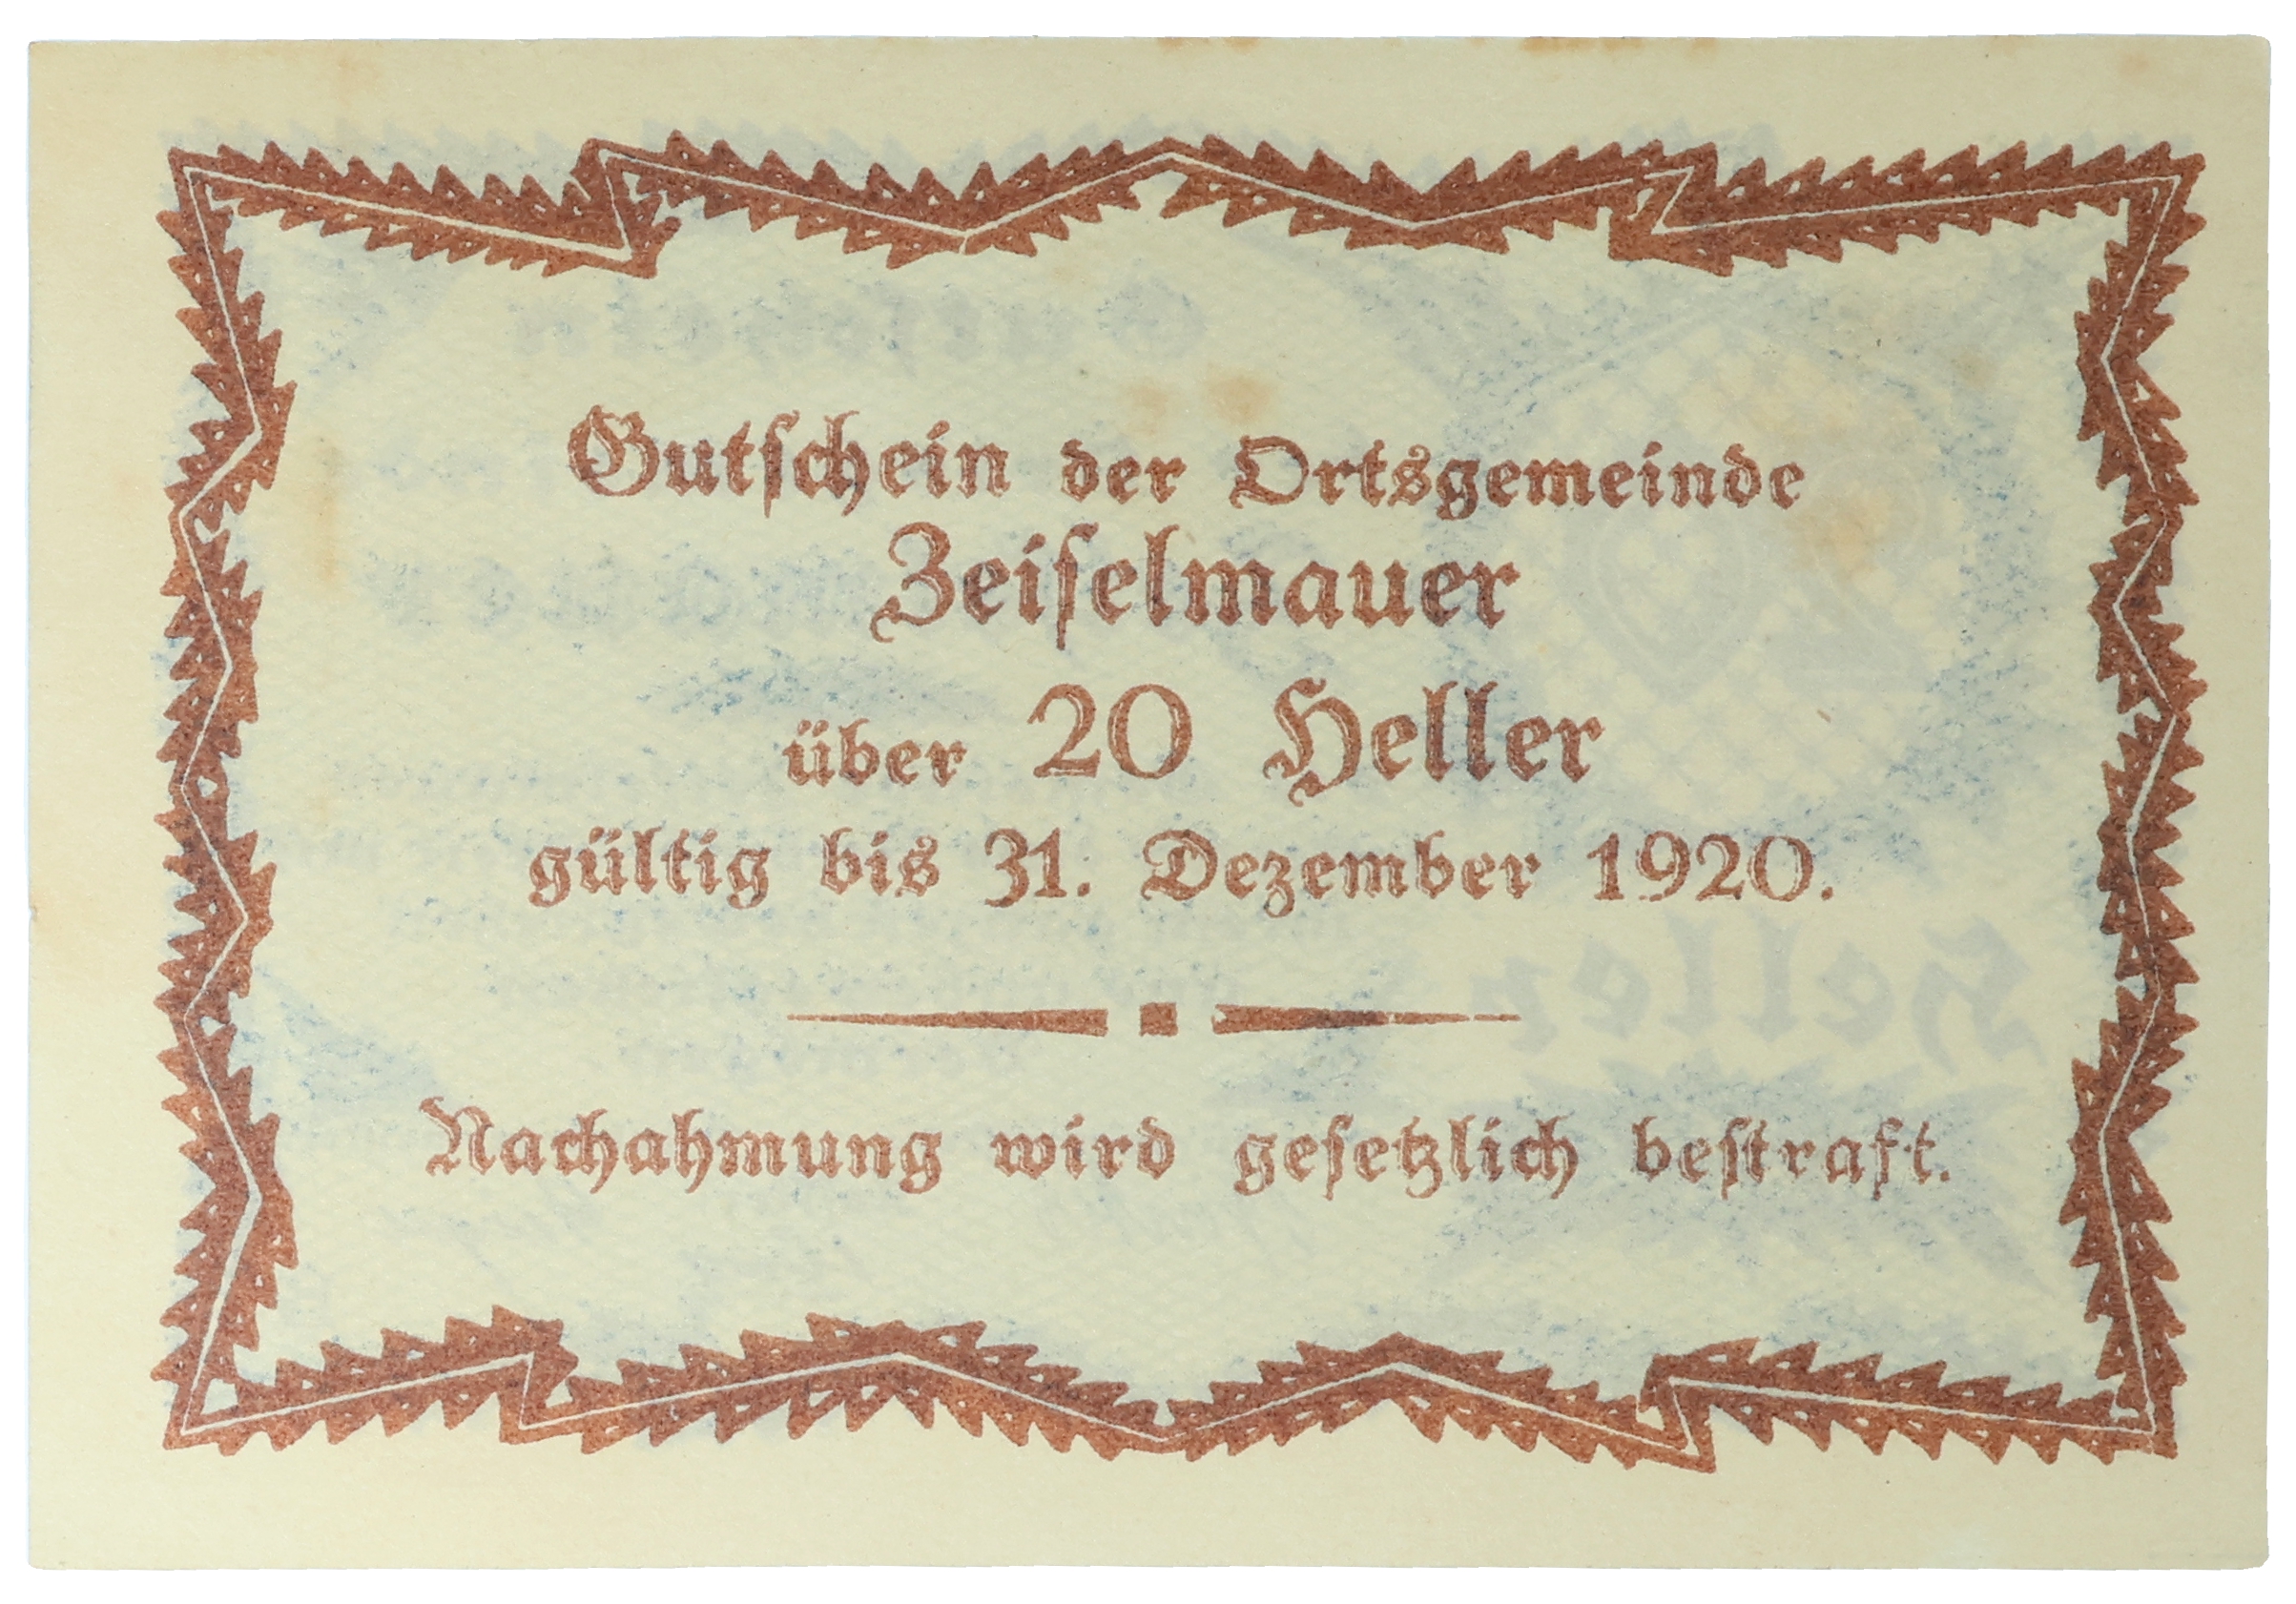 Gutschein der Ortsgemeinde
Zeiselmauer
über 20 Heller
gültig bis 31. Dezember 1920.
Nachahmung wird gesetzlich bestraft.